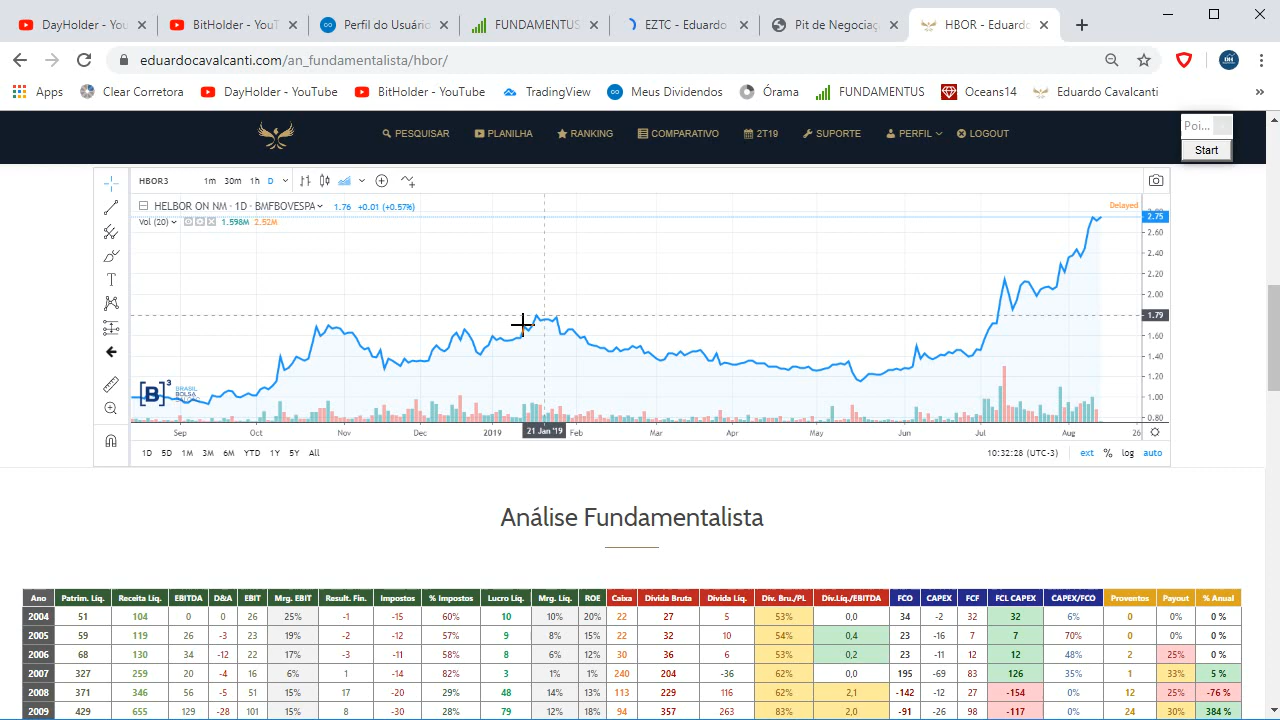 DayHolder - You
BitHolder - YouT
Perfil do Usuári
FUNDAMENTUS
EZTC - Eduardo
Pit de Negociaç
HBOR - Eduardo
eduardocavalcanti.com/an_fundamentalista/hbor/
Apps Clear Corretora DayHolder - YouTube BitHolder - YouTube TradingView Meus Dividendos Órama FUNDAMENTUS Oceans14 Eduardo Cavalcanti »
PESQUISAR PLANILHA RANKING COMPARATIVO 2T19 SUPORTE PERFIL LOGOUT
Poi...
Start
HBOR3 1m 30m 1h D
HELBOR ON NM · 1D · BMFBOVESPA 1.76 +0.01 (+0.57%)
Delayed
Vol (20) 1.598M 2.52M
2.75
2.60
2.40
2.20
2.00
1.79
1.60
1.40
1.20
1.00
0.80
[B]3 BRASIL BOLSA
Sep Oct Nov Dec 2019 21 Jan '19 Feb Mar Apr May Jun Jul Aug 26
1D 5D 1M 3M 6M YTD 1Y 5Y All 10:32:28 (UTC-3) ext % log auto
Análise Fundamentalista
Ano Patrim. Líq. Receita Líq. EBITDA D&A EBIT Mrg. EBIT Result. Fin. Impostos % Impostos Lucro Líq. Mrg. Líq. ROE Caixa Dívida Bruta Dívida Líq. Div. Bru./PL Div.Líq./EBITDA FCO CAPEX FCF FCL CAPEX CAPEX/FCO Proventos Payout % Anual
2004 51 104 0 0 26 25% -1 -15 60% 10 10% 20% 22 27 5 53% 0,0 34 -2 32 32 6% 0 0% 0 %
2005 59 119 26 -3 23 19% -2 -12 57% 9 8% 15% 22 32 10 54% 0,4 23 -16 7 7 70% 0 0% 0 %
2006 68 130 34 -12 22 17% -3 -11 58% 8 6% 12% 30 36 6 53% 0,2 23 -11 12 12 48% 2 25% 0 %
2007 327 259 20 -4 16 6% 1 -14 82% 3 1% 1% 240 204 -36 62% 0,0 195 -69 83 126 35% 1 33% 5 %
2008 371 346 56 -5 51 15% 17 -20 29% 48 14% 13% 113 229 116 62% 2,1 -142 -12 27 -154 0% 12 25% -76 %
2009 429 655 129 -28 101 15% 8 -30 28% 79 12% 18% 94 357 263 83% 2,0 -91 -26 98 -117 0% 24 30% 384 %